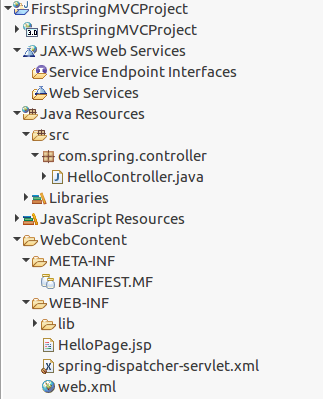 FirstSpringMVCProject
3.0 FirstSpringMVCProject
JAX-WS Web Services
Service Endpoint Interfaces
Web Services
Java Resources
src
com.spring.controller
J HelloController.java
Libraries
JavaScript Resources
WebContent
META-INF
MANIFEST.MF
WEB-INF
lib
HelloPage.jsp
spring-dispatcher-servlet.xml
web.xml